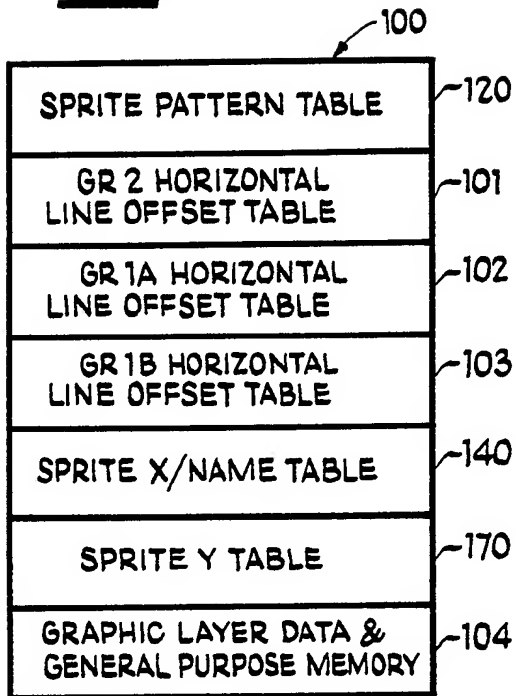 100
SPRITE PATTERN TABLE
120
GR 2 HORIZONTAL
LINE OFFSET TABLE
101
GR 1A HORIZONTAL
LINE OFFSET TABLE
102
GR 1B HORIZONTAL
LINE OFFSET TABLE
103
SPRITE X/NAME TABLE
140
SPRITE Y TABLE
170
GRAPHIC LAYER DATA &
GENERAL PURPOSE MEMORY
104